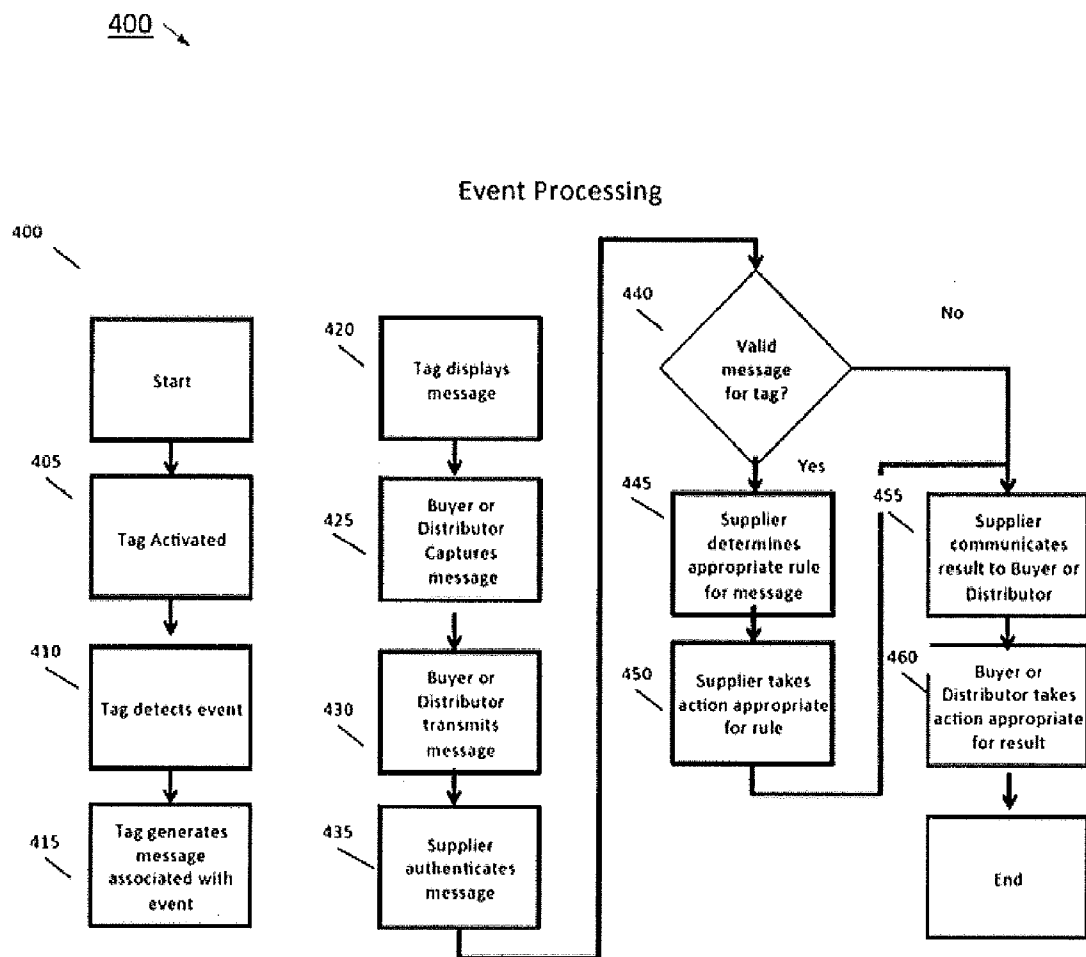 400
Event Processing
400
Start
405
Tag Activated
410
Tag detects event
415
Tag generates
message
associated with
event
420
Tag displays
message
425
Buyer or
Distributor
Captures
message
430
Buyer or
Distributor
transmits
message
435
Supplier
authenticates
message
440
Valid
message
for tag?
No
Yes
445
Supplier
determines
appropriate rule
for message
450
Supplier takes
action appropriate
for rule
455
Supplier
communicates
result to Buyer or
Distributor
460
Buyer or
Distributor takes
action appropriate
for result
End